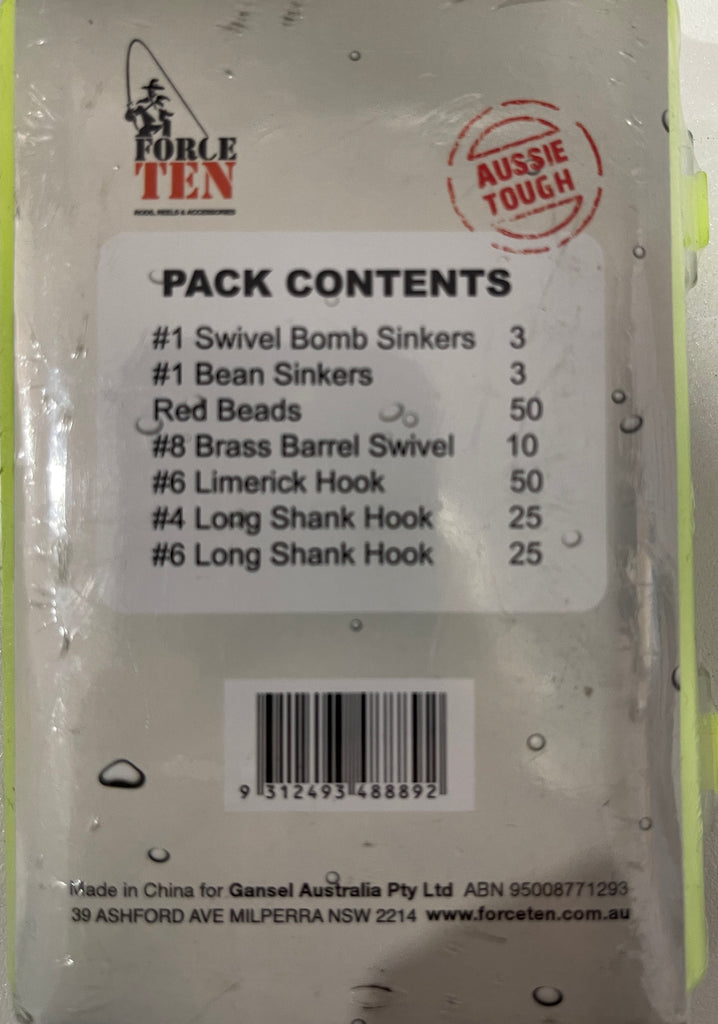 FORCE
TEN
RODS, REELS & ACCESSORIES
AUSSIE
TOUGH
PACK CONTENTS
#1 Swivel Bomb Sinkers 3
#1 Bean Sinkers 3
Red Beads 50
#8 Brass Barrel Swivel 10
#6 Limerick Hook 50
#4 Long Shank Hook 25
#6 Long Shank Hook 25
9 312493 488892
Made in China for Gansel Australia Pty Ltd ABN 95008771293
39 ASHFORD AVE MILPERRA NSW 2214 www.forceten.com.au